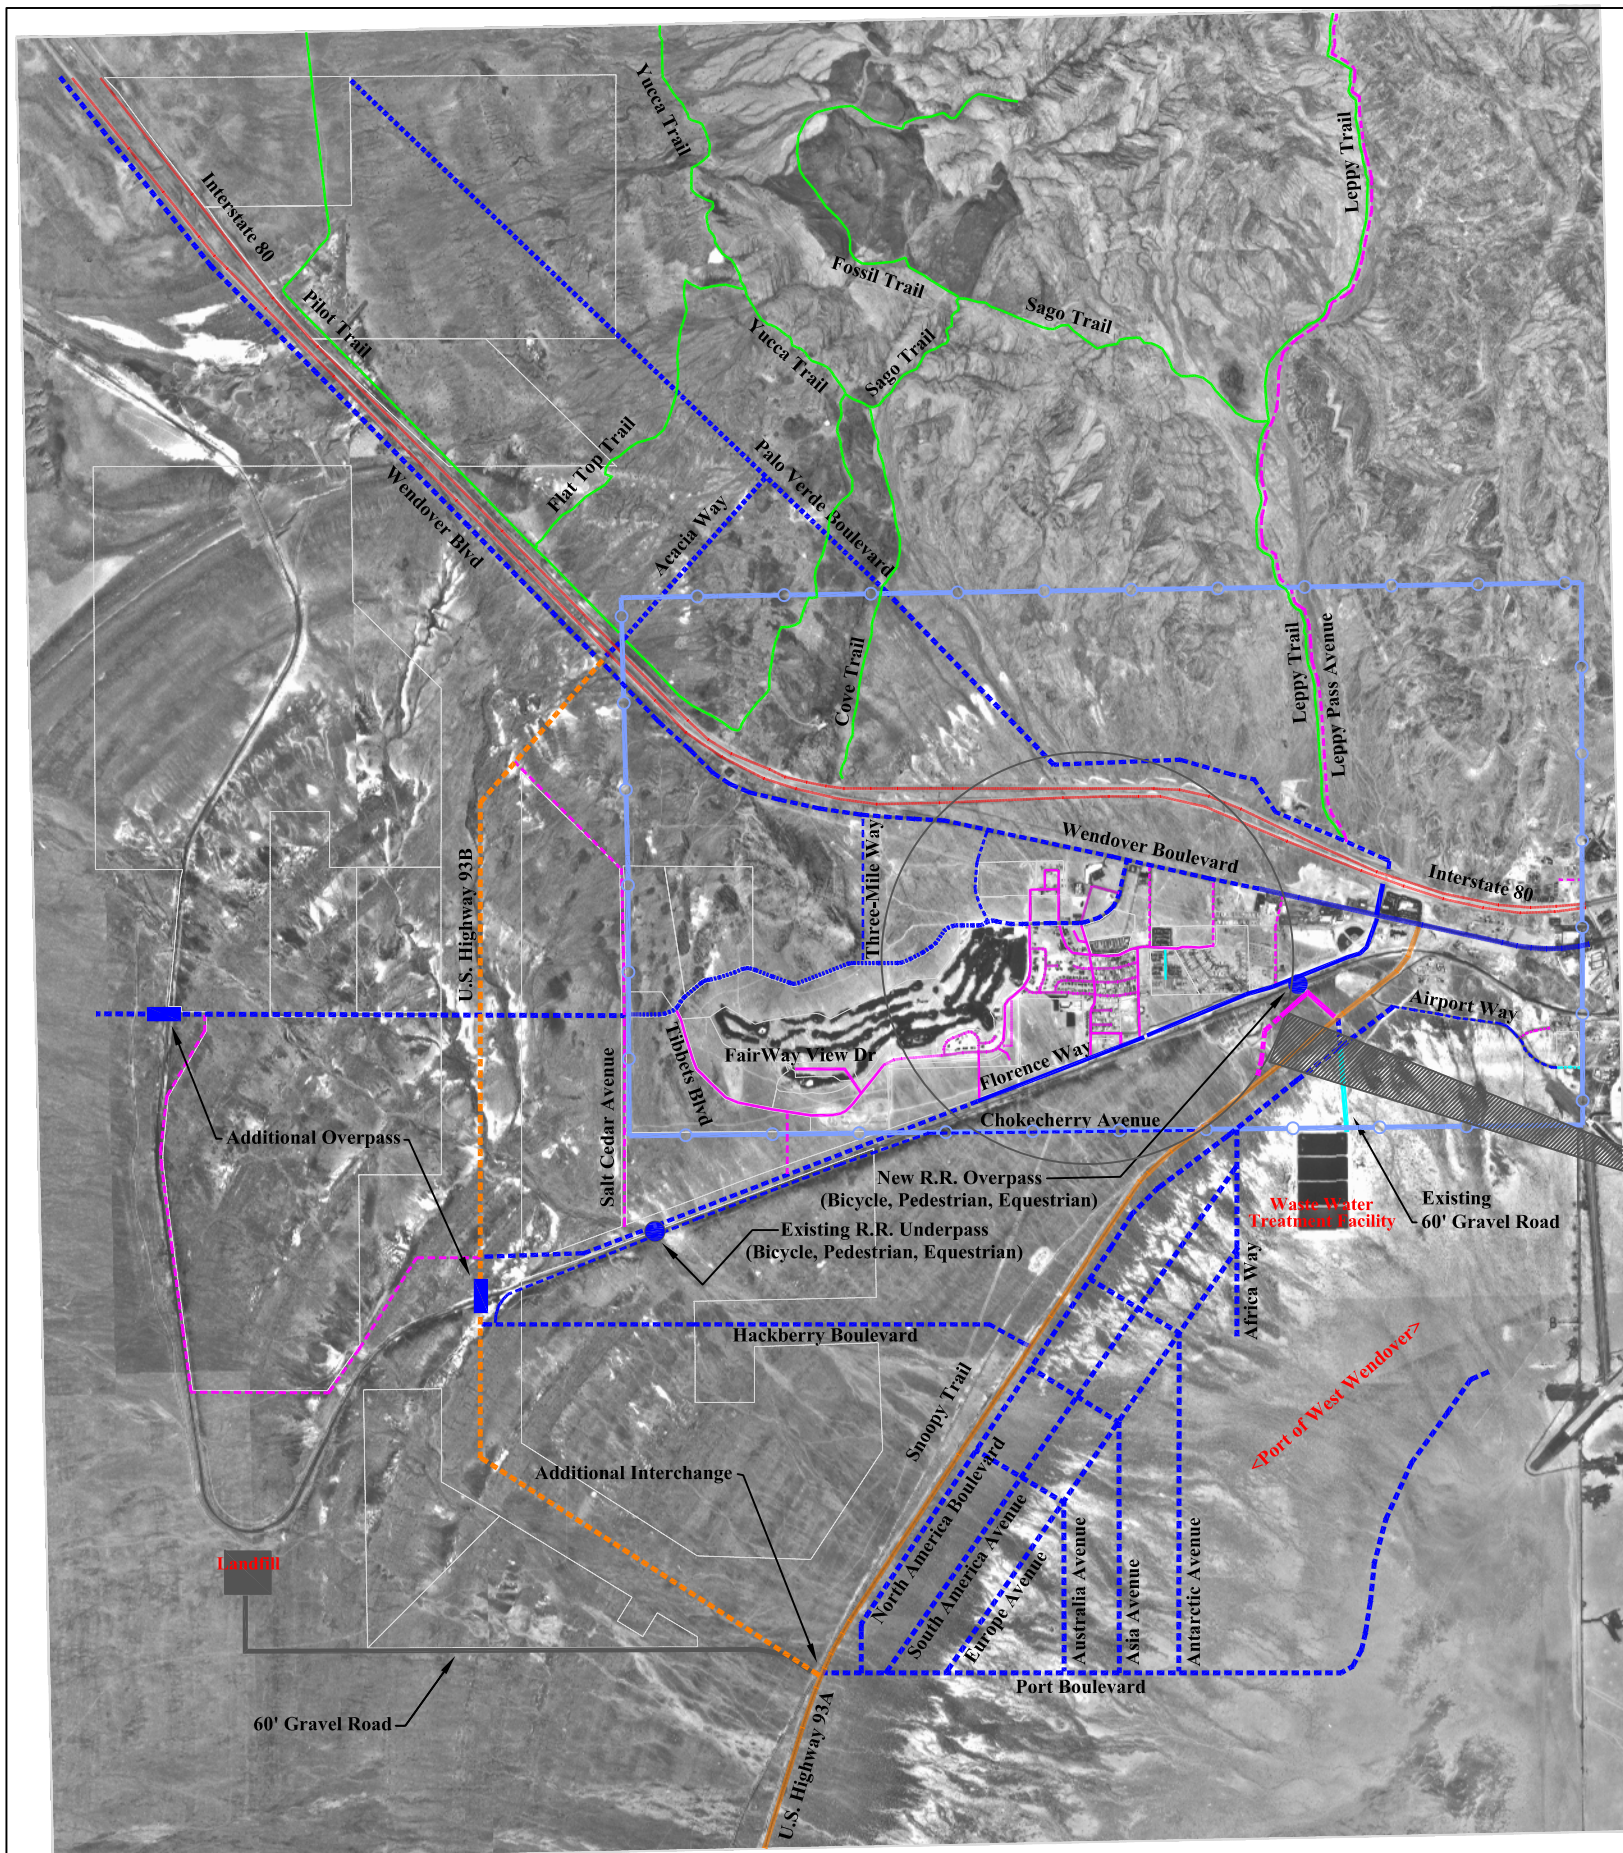 Yucca Trail
Leppy Trail
Interstate 80
Fossil Trail
Pilot Trail
Sago Trail
Yucca Trail
Sago Trail
Flat Top Trail
Palo Verde Boulevard
Wendover Blvd
Acacia Way
Cove Trail
Leppy Trail
Leppy Pass Avenue
Three-Mile Way
Wendover Boulevard
Interstate 80
U.S. Highway 93B
Airport Way
Tibbets Blvd
FairWay View Dr
Florence Way
Salt Cedar Avenue
Chokecherry Avenue
Additional Overpass
New R.R. Overpass
(Bicycle, Pedestrian, Equestrian)
Waste Water
Treatment Facility
Existing
60' Gravel Road
Existing R.R. Underpass
(Bicycle, Pedestrian, Equestrian)
Africa Way
Hackberry Boulevard
Snoopy Trail
<Port of West Wendover>
Additional Interchange
North America Boulevard
South America Avenue
Europe Avenue
Australia Avenue
Asia Avenue
Antarctic Avenue
Landfill
Port Boulevard
60' Gravel Road
U.S. Highway 93A